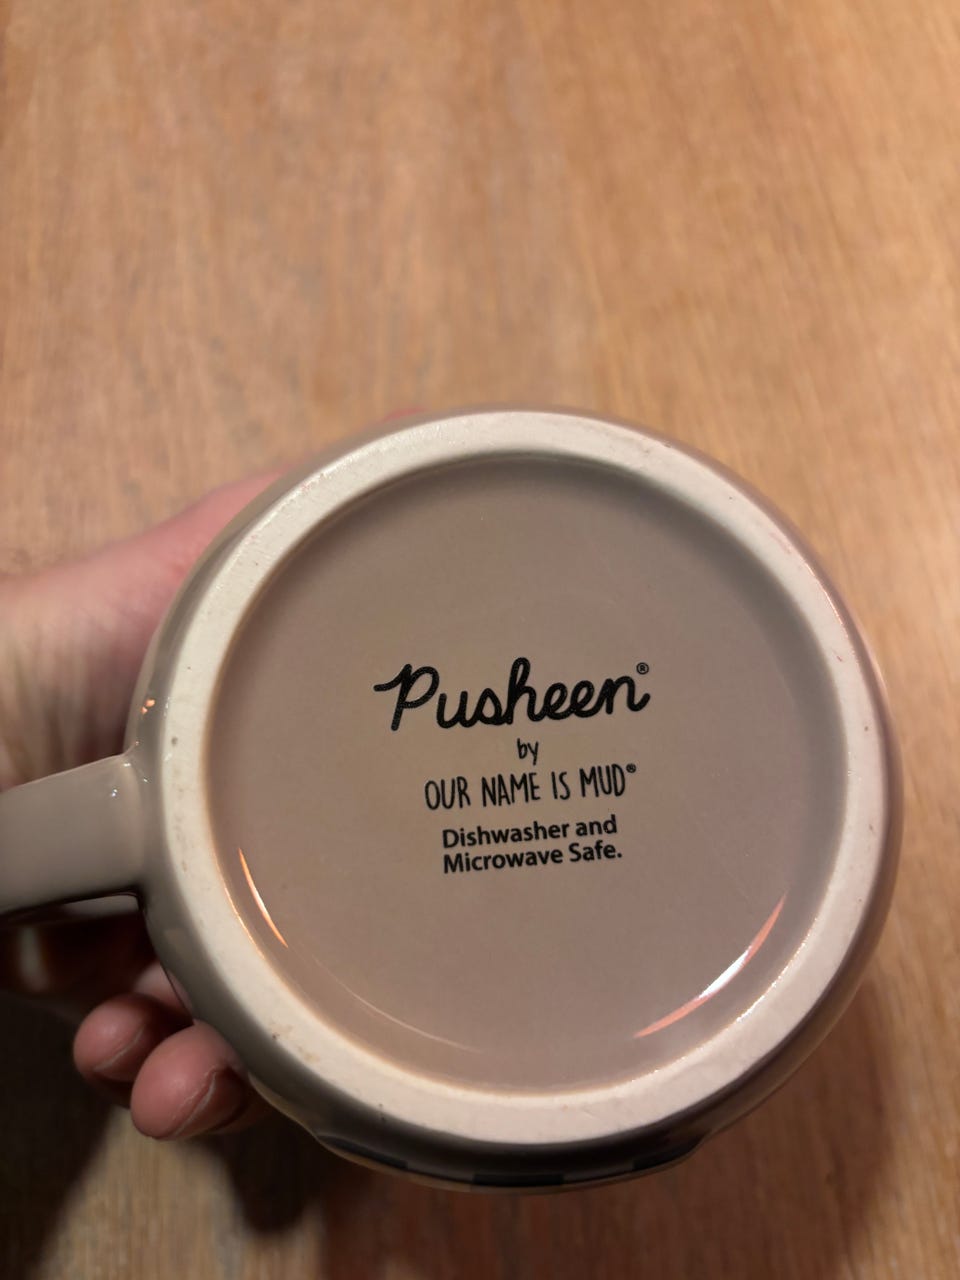 Pusheen®
by
OUR NAME IS MUD®
Dishwasher and
Microwave Safe.